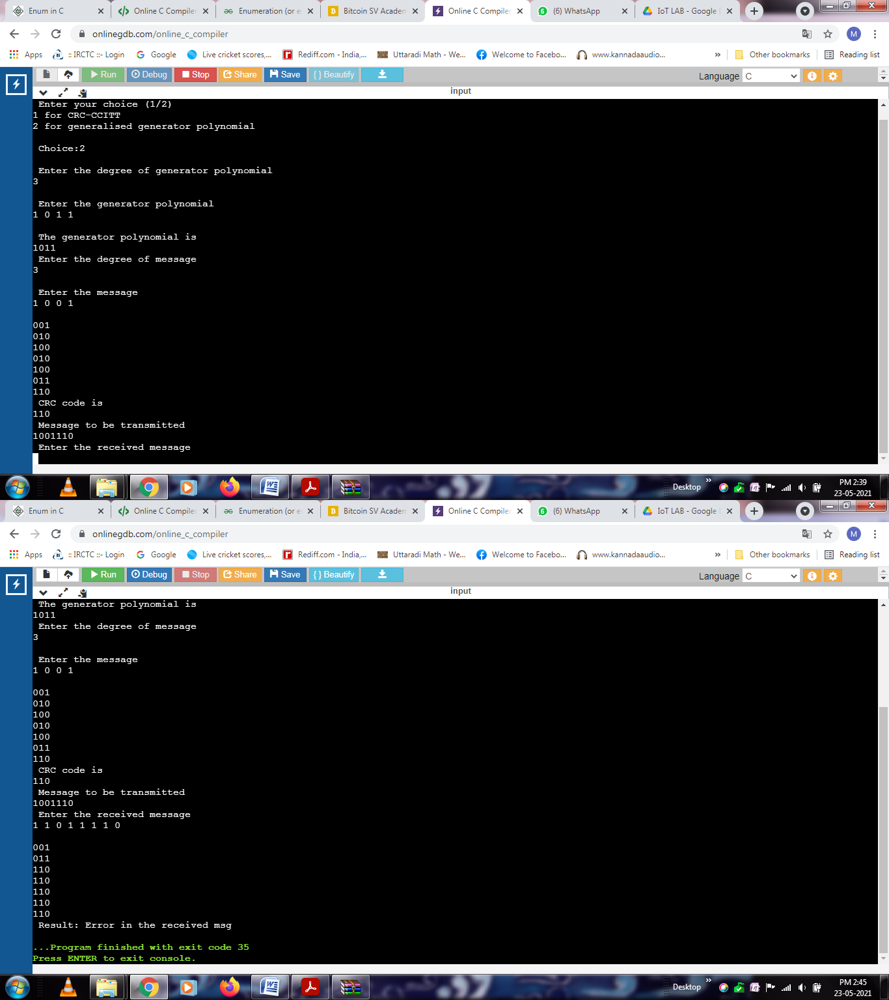 Enum in C
Online C Compiler
Enumeration (or e
Bitcoin SV Academ
Online C Compiler
(6) WhatsApp
IoT LAB - Google D
onlinegdb.com/online_c_compiler
M
Apps
:: IRCTC ::- Login
Google
Live cricket scores,...
Rediff.com - India,...
Uttaradi Math - We...
Welcome to Facebo...
www.kannadaaudio...
»
Other bookmarks
Reading list
Run
Debug
Stop
Share
Save
{ } Beautify
Language C
input
Enter your choice (1/2)
1 for CRC-CCITT
2 for generalised generator polynomial
Choice:2
Enter the degree of generator polynomial
3
Enter the generator polynomial
1 0 1 1
The generator polynomial is
1011
Enter the degree of message
3
Enter the message
1 0 0 1
001
010
100
010
100
011
110
CRC code is
110
Message to be transmitted
1001110
Enter the received message
Desktop »
PM 2:39
23-05-2021
Enum in C
Online C Compiler
Enumeration (or e
Bitcoin SV Academ
Online C Compiler
(6) WhatsApp
IoT LAB - Google D
onlinegdb.com/online_c_compiler
M
Apps
:: IRCTC ::- Login
Google
Live cricket scores,...
Rediff.com - India,...
Uttaradi Math - We...
Welcome to Facebo...
www.kannadaaudio...
»
Other bookmarks
Reading list
Run
Debug
Stop
Share
Save
{ } Beautify
Language C
input
The generator polynomial is
1011
Enter the degree of message
3
Enter the message
1 0 0 1
001
010
100
010
100
011
110
CRC code is
110
Message to be transmitted
1001110
Enter the received message
1 1 0 1 1 1 1 0
001
011
110
110
110
110
110
Result: Error in the received msg
...Program finished with exit code 35
Press ENTER to exit console.
Desktop »
PM 2:45
23-05-2021